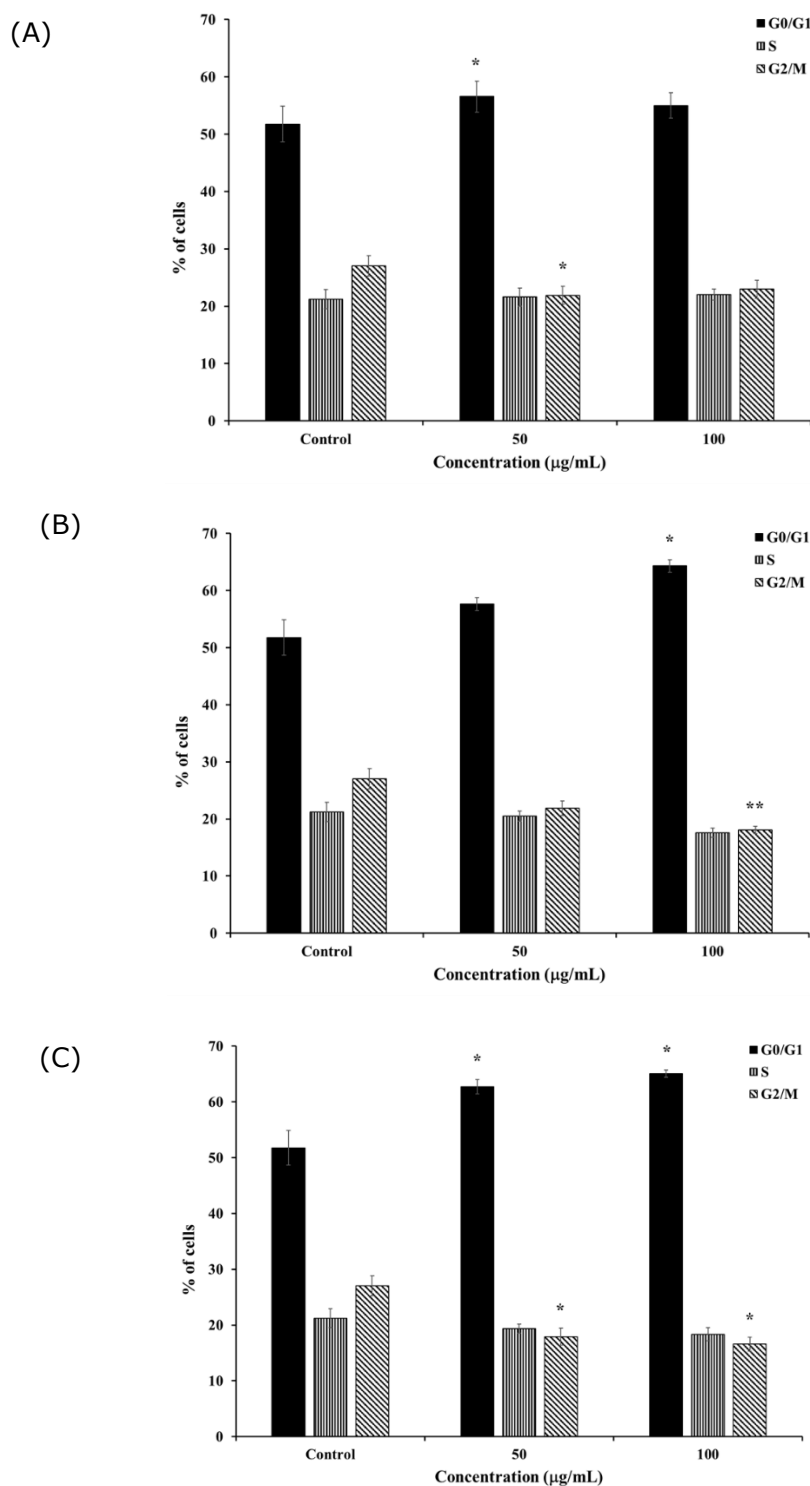 (A)
70
60
50
40
30
20
10
0
% of cells
G0/G1
S
G2/M
*
*
Control 50 100
Concentration (µg/mL)
(B)
70
60
50
40
30
20
10
0
% of cells
G0/G1
S
G2/M
*
**
Control 50 100
Concentration (µg/mL)
(C)
70
60
50
40
30
20
10
0
% of cells
G0/G1
S
G2/M
* *
* *
Control 50 100
Concentration (µg/mL)